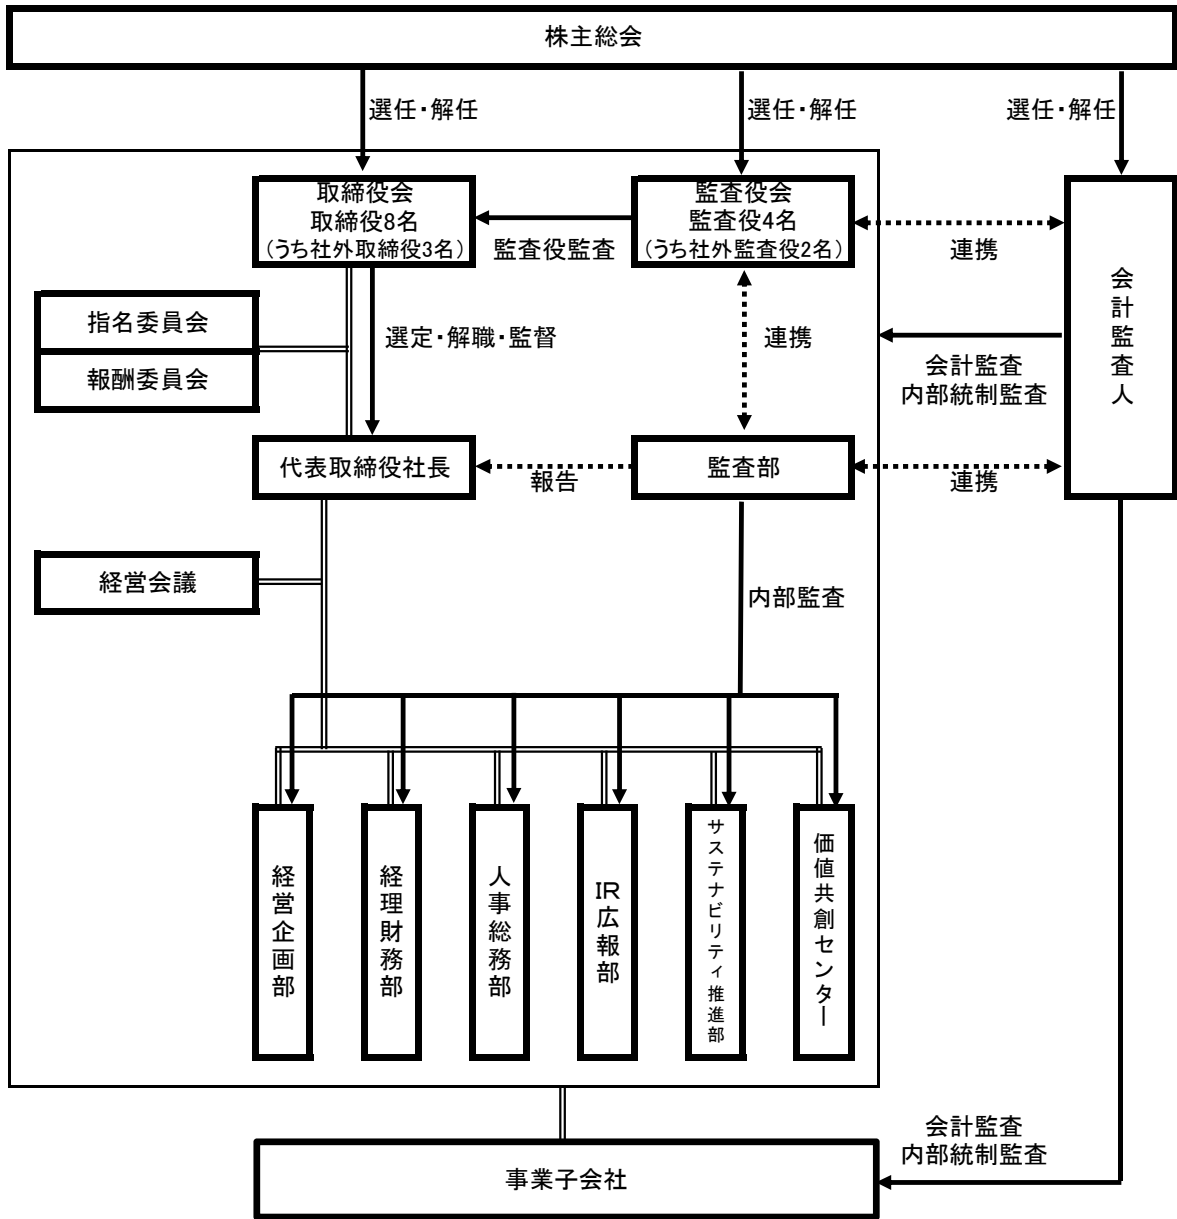 株主総会
選任・解任
選任・解任
選任・解任
取締役会
取締役8名
(うち社外取締役3名)
監査役会
監査役4名
(うち社外監査役2名)
監査役監査
連携
会計監査人
指名委員会
報酬委員会
選定・解職・監督
連携
会計監査
内部統制監査
代表取締役社長
報告
監査部
連携
経営会議
内部監査
経営企画部
経理財務部
人事総務部
IR広報部
サステナビリティ推進部
価値共創センター
会計監査
内部統制監査
事業子会社